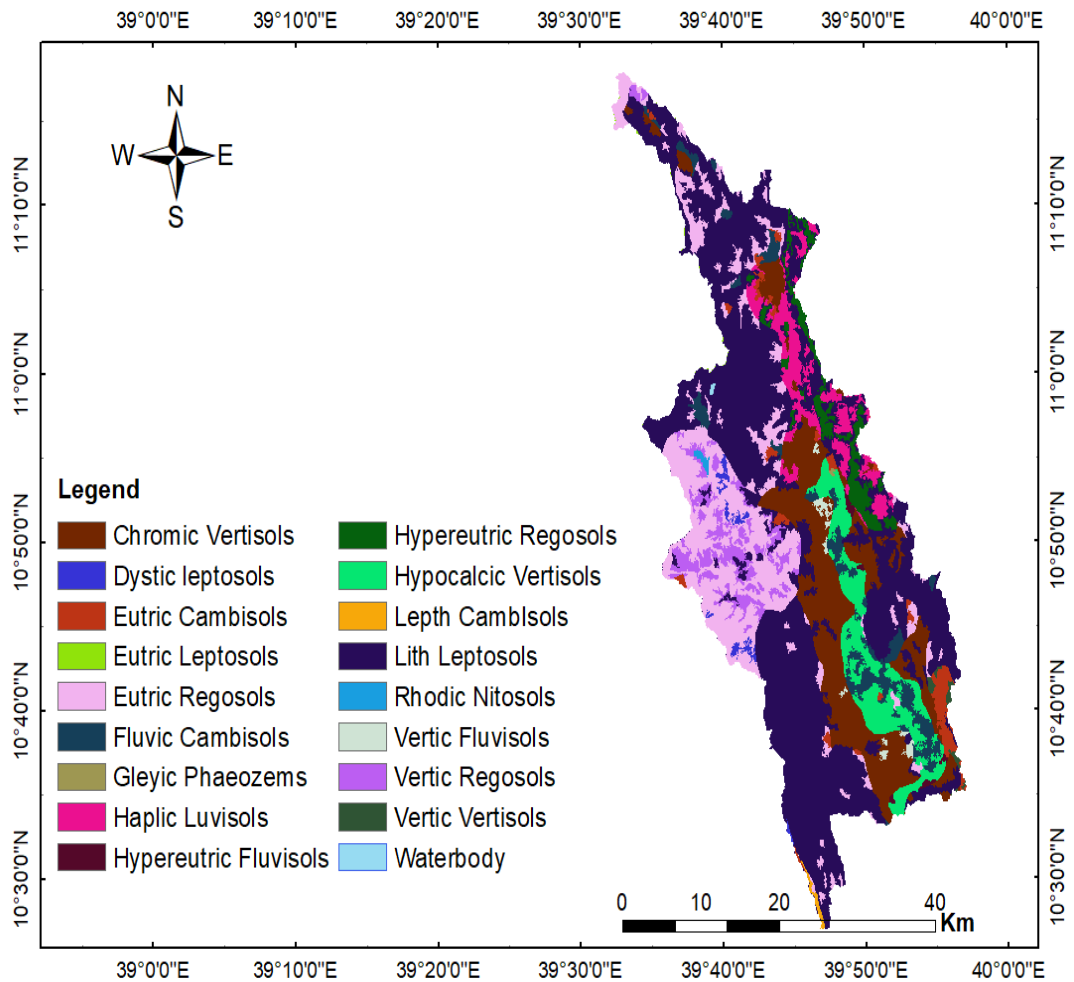 39°0'0"E 39°10'0"E 39°20'0"E 39°30'0"E 39°40'0"E 39°50'0"E 40°0'0"E
N
W E
S
11°10'0"N
11°0'0"N
10°50'0"N
10°40'0"N
10°30'0"N
11°10'0"N
11°0'0"N
10°50'0"N
10°40'0"N
10°30'0"N
Legend
Chromic Vertisols
Dystic leptosols
Eutric Cambisols
Eutric Leptosols
Eutric Regosols
Fluvic Cambisols
Gleyic Phaeozems
Haplic Luvisols
Hypereutric Fluvisols
Hypereutric Regosols
Hypocalcic Vertisols
Lepth CambIsols
Lith Leptosols
Rhodic Nitosols
Vertic Fluvisols
Vertic Regosols
Vertic Vertisols
Waterbody
0 10 20 40
Km
39°0'0"E 39°10'0"E 39°20'0"E 39°30'0"E 39°40'0"E 39°50'0"E 40°0'0"E